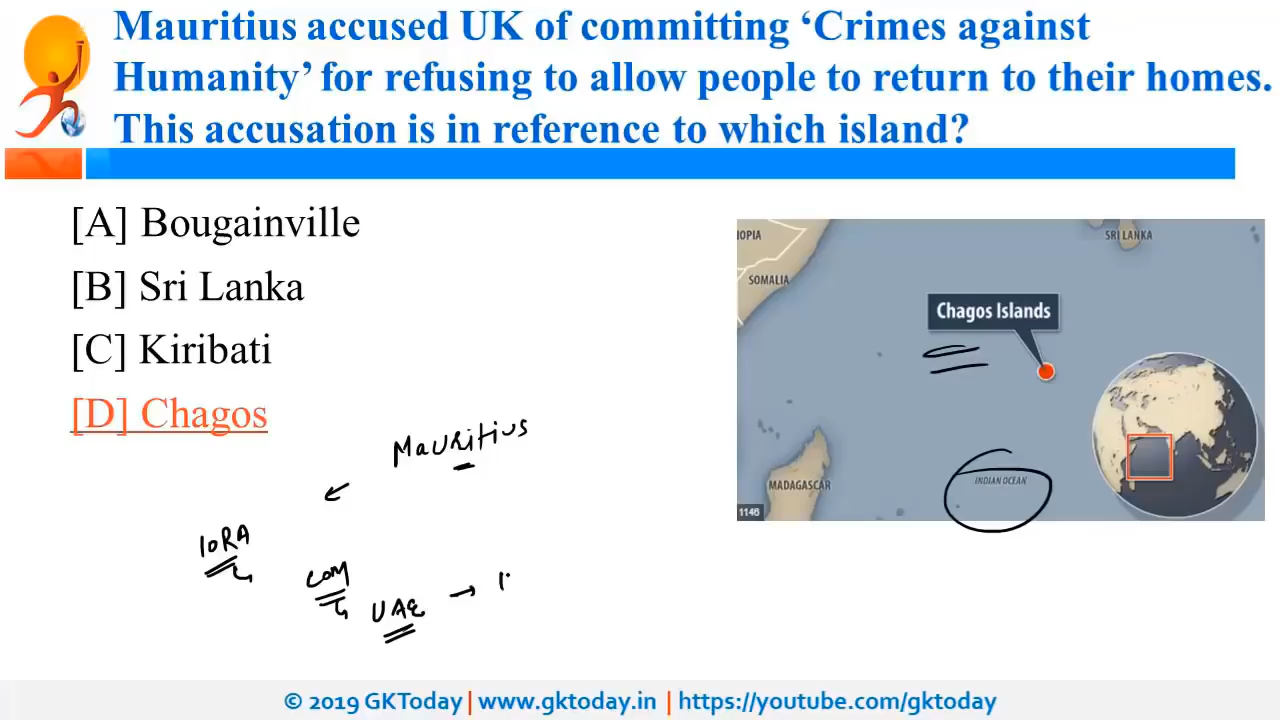 Mauritius accused UK of committing ‘Crimes against
Humanity’ for refusing to allow people to return to their homes.
This accusation is in reference to which island?
[A] Bougainville
[B] Sri Lanka
[C] Kiribati
[D] Chagos
IOPIA
SOMALIA
SRI LANKA
Chagos Islands
MADAGASCAR
INDIAN OCEAN
1146
Mauritius
IORA
COM
UAE
© 2019 GKToday | www.gktoday.in | https://youtube.com/gktoday